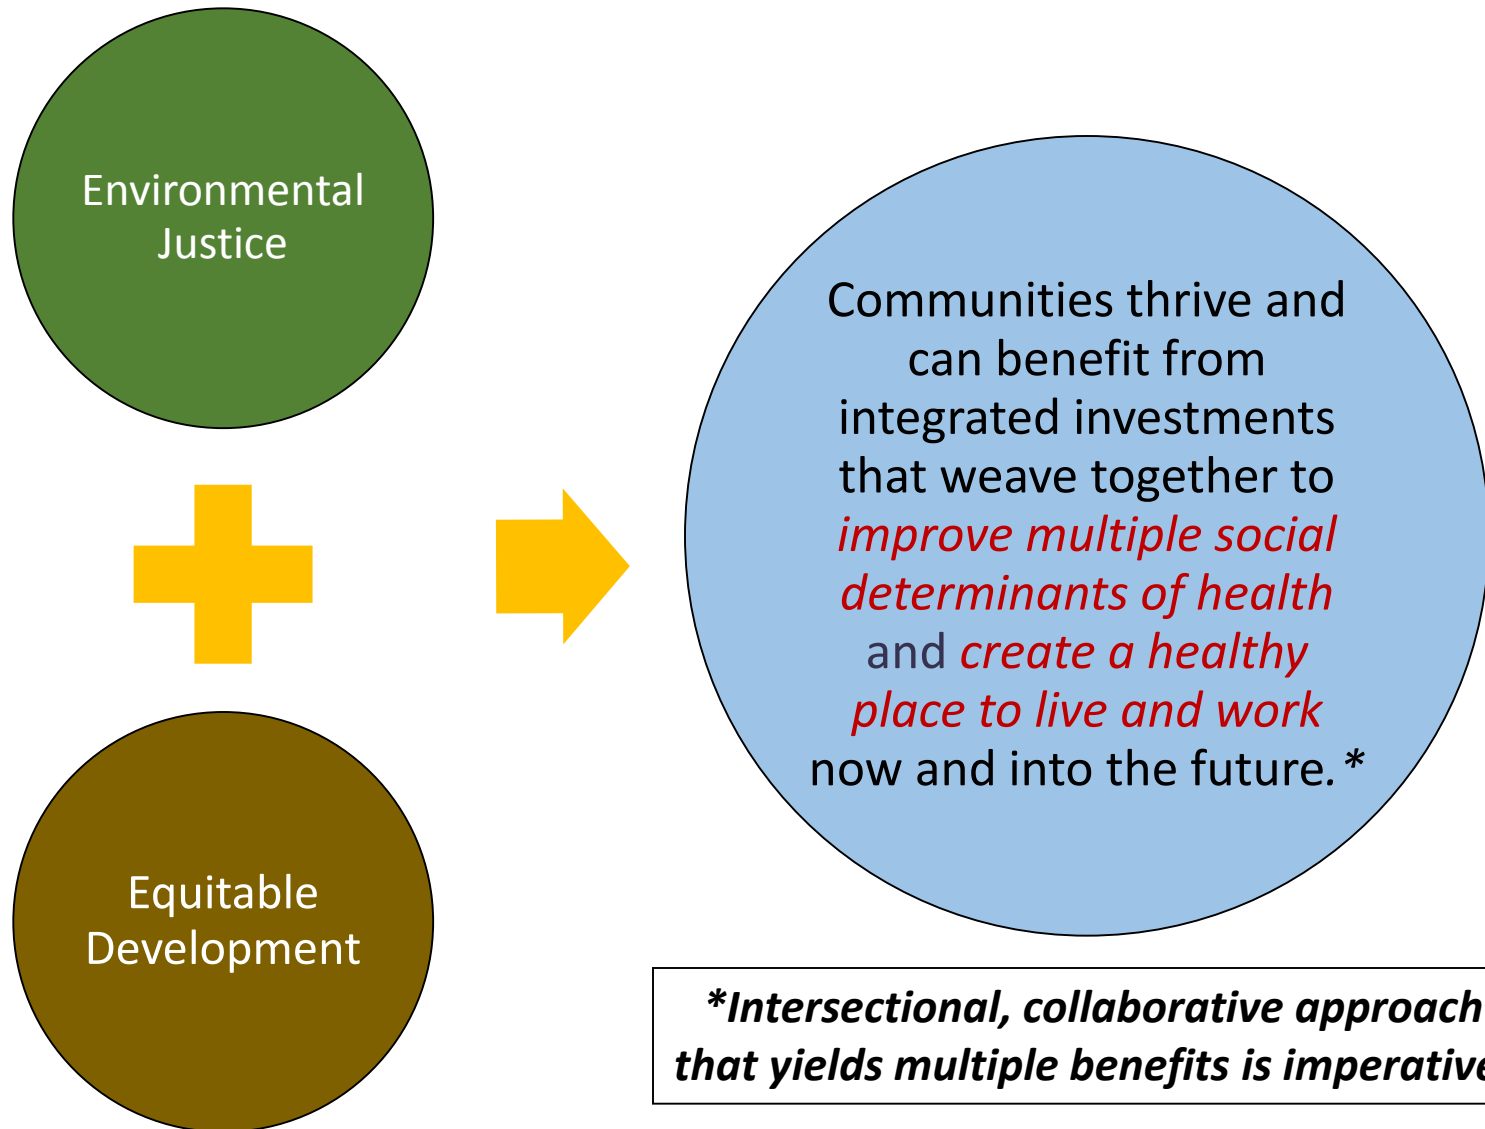 Environmental
Justice
Equitable
Development
Communities thrive and
can benefit from
integrated investments
that weave together to
improve multiple social
determinants of health
and create a healthy
place to live and work
now and into the future.*
*Intersectional, collaborative approach
that yields multiple benefits is imperative